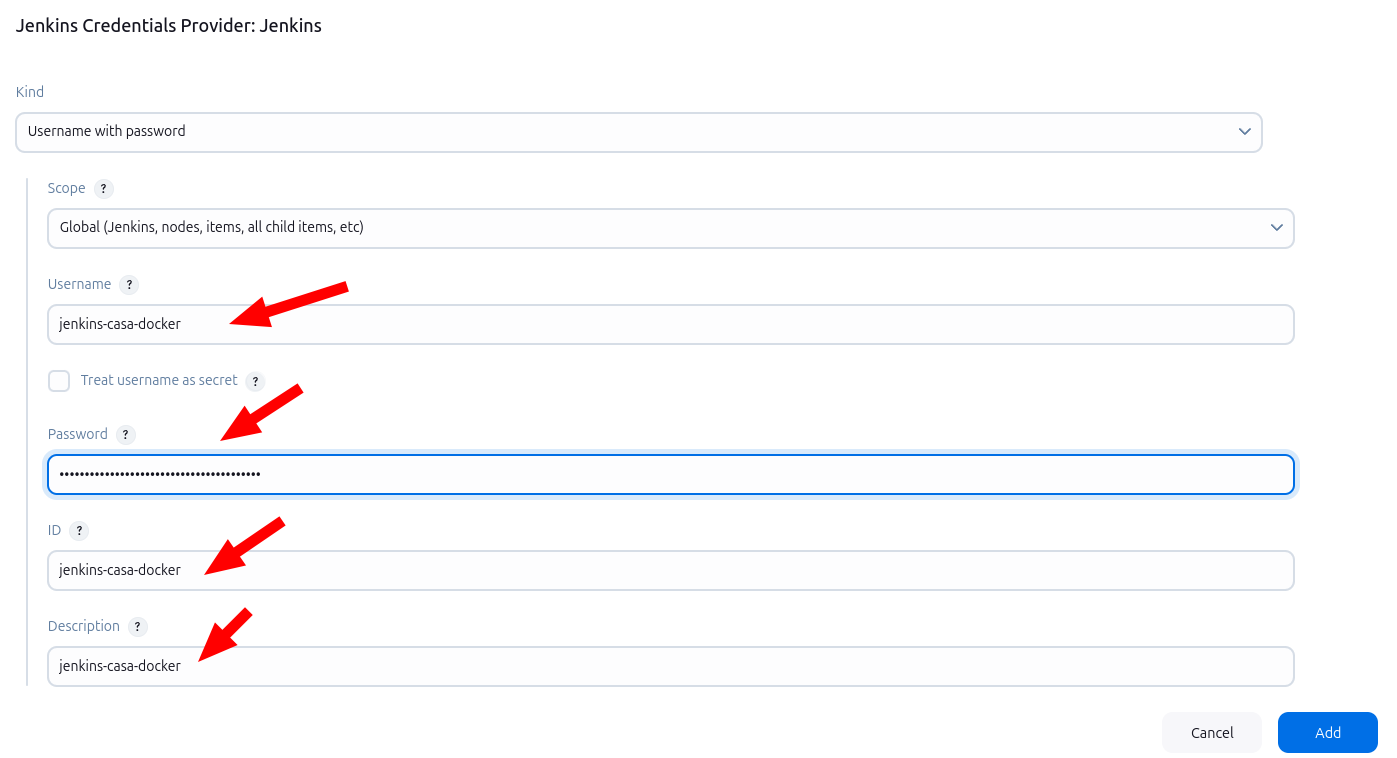 Jenkins Credentials Provider: Jenkins
Kind
Username with password
Scope ?
Global (Jenkins, nodes, items, all child items, etc)
Username ?
jenkins-casa-docker
Treat username as secret ?
Password ?
••••••••••••••••••••••••••••••••••••••••
ID ?
jenkins-casa-docker
Description ?
jenkins-casa-docker
Cancel Add